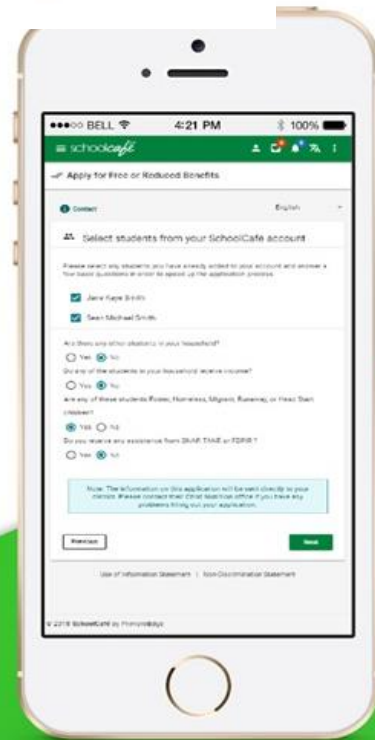 BELL 4:21 PM 100%
schoolcafé
Apply for Free or Reduced Benefits
Contact English
Select students from your SchoolCafé account
Please select any students you have already added to your account and answer a
few basic questions in order to speed up the application process.
Jane Kaye Smith
Sean Michael Smith
Are there any other students in your household?
Yes No
Do any of the students in your household receive income?
Yes No
Are any of these students Foster, Homeless, Migrant, Runaway, or Head Start
children?
Yes No
Do you receive any assistance from SNAP, TANF or FDPIR ?
Yes No
Note: The information on this application will be sent directly to your
district. Please contact their Child Nutrition office if you have any
problems filling out your application.
Previous Next
Use of Information Statement | Non-Discrimination Statement
SchoolCafé by PrimeroEdge